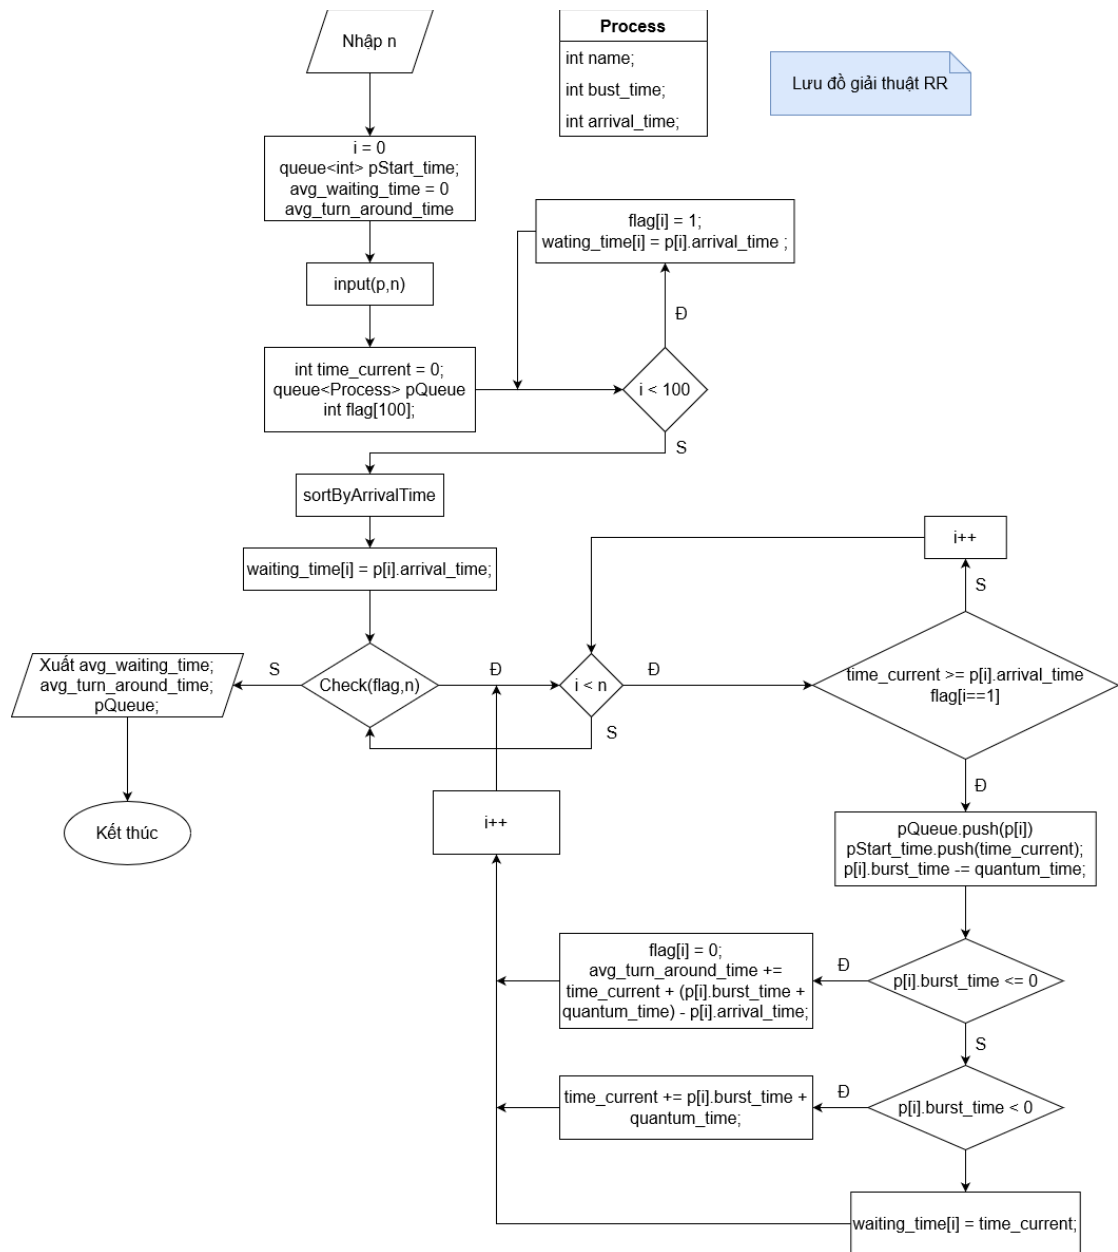 Nhập n
Process
int name;
int bust_time;
int arrival_time;
Lưu đồ giải thuật RR
i = 0
queue<int> pStart_time;
avg_waiting_time = 0
avg_turn_around_time
flag[i] = 1;
wating_time[i] = p[i].arrival_time ;
input(p,n)
Đ
int time_current = 0;
queue<Process> pQueue
int flag[100];
i < 100
S
sortByArrivalTime
waiting_time[i] = p[i].arrival_time;
i++
S
Xuất avg_waiting_time;
avg_turn_around_time;
pQueue;
S
Check(flag,n)
Đ
i < n
Đ
time_current >= p[i].arrival_time
flag[i==1]
S
Đ
Kết thúc
i++
pQueue.push(p[i])
pStart_time.push(time_current);
p[i].burst_time -= quantum_time;
flag[i] = 0;
avg_turn_around_time +=
time_current + (p[i].burst_time +
quantum_time) - p[i].arrival_time;
Đ
p[i].burst_time <= 0
S
time_current += p[i].burst_time +
quantum_time;
Đ
p[i].burst_time < 0
waiting_time[i] = time_current;